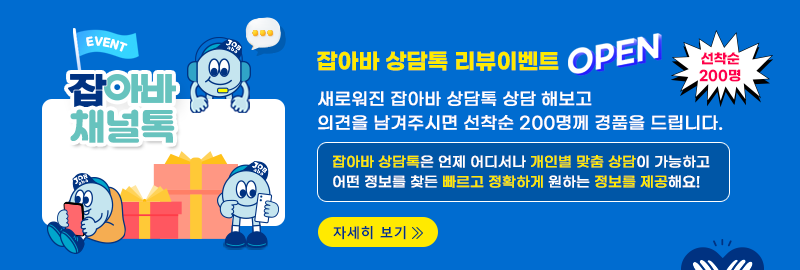 EVENT
잡아바
채널톡
JOB
aba
잡아바 상담톡 리뷰이벤트 OPEN
선착순
200명
새로워진 잡아바 상담톡 상담 해보고
의견을 남겨주시면 선착순 200명께 경품을 드립니다.
잡아바 상담톡은 언제 어디서나 개인별 맞춤 상담이 가능하고
어떤 정보를 찾든 빠르고 정확하게 원하는 정보를 제공해요!
자세히 보기 》
JOB
JOB